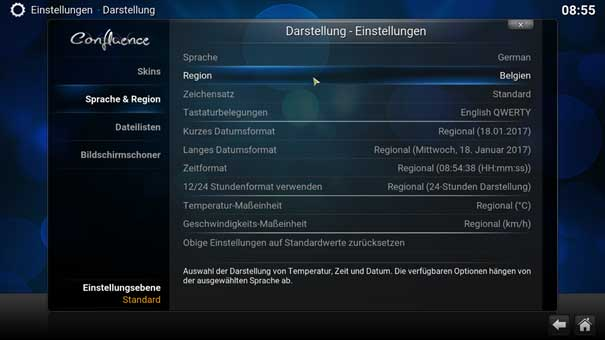 Einstellungen - Darstellung
08:55
Confluence
Darstellung - Einstellungen
Skins
Sprache & Region
Dateilisten
Bildschirmschoner
Sprache German
Region Belgien
Zeichensatz Standard
Tastaturbelegungen English QWERTY
Kurzes Datumsformat Regional (18.01.2017)
Langes Datumsformat Regional (Mittwoch, 18. Januar 2017)
Zeitformat Regional (08:54:38 (HH:mm:ss))
12/24 Stundenformat verwenden Regional (24-Stunden Darstellung)
Temperatur-Maßeinheit Regional (°C)
Geschwindigkeits-Maßeinheit Regional (km/h)
Obige Einstellungen auf Standardwerte zurücksetzen
Auswahl der Darstellung von Temperatur, Zeit und Datum. Die verfügbaren Optionen hängen von
der ausgewählten Sprache ab.
Einstellungsebene
Standard